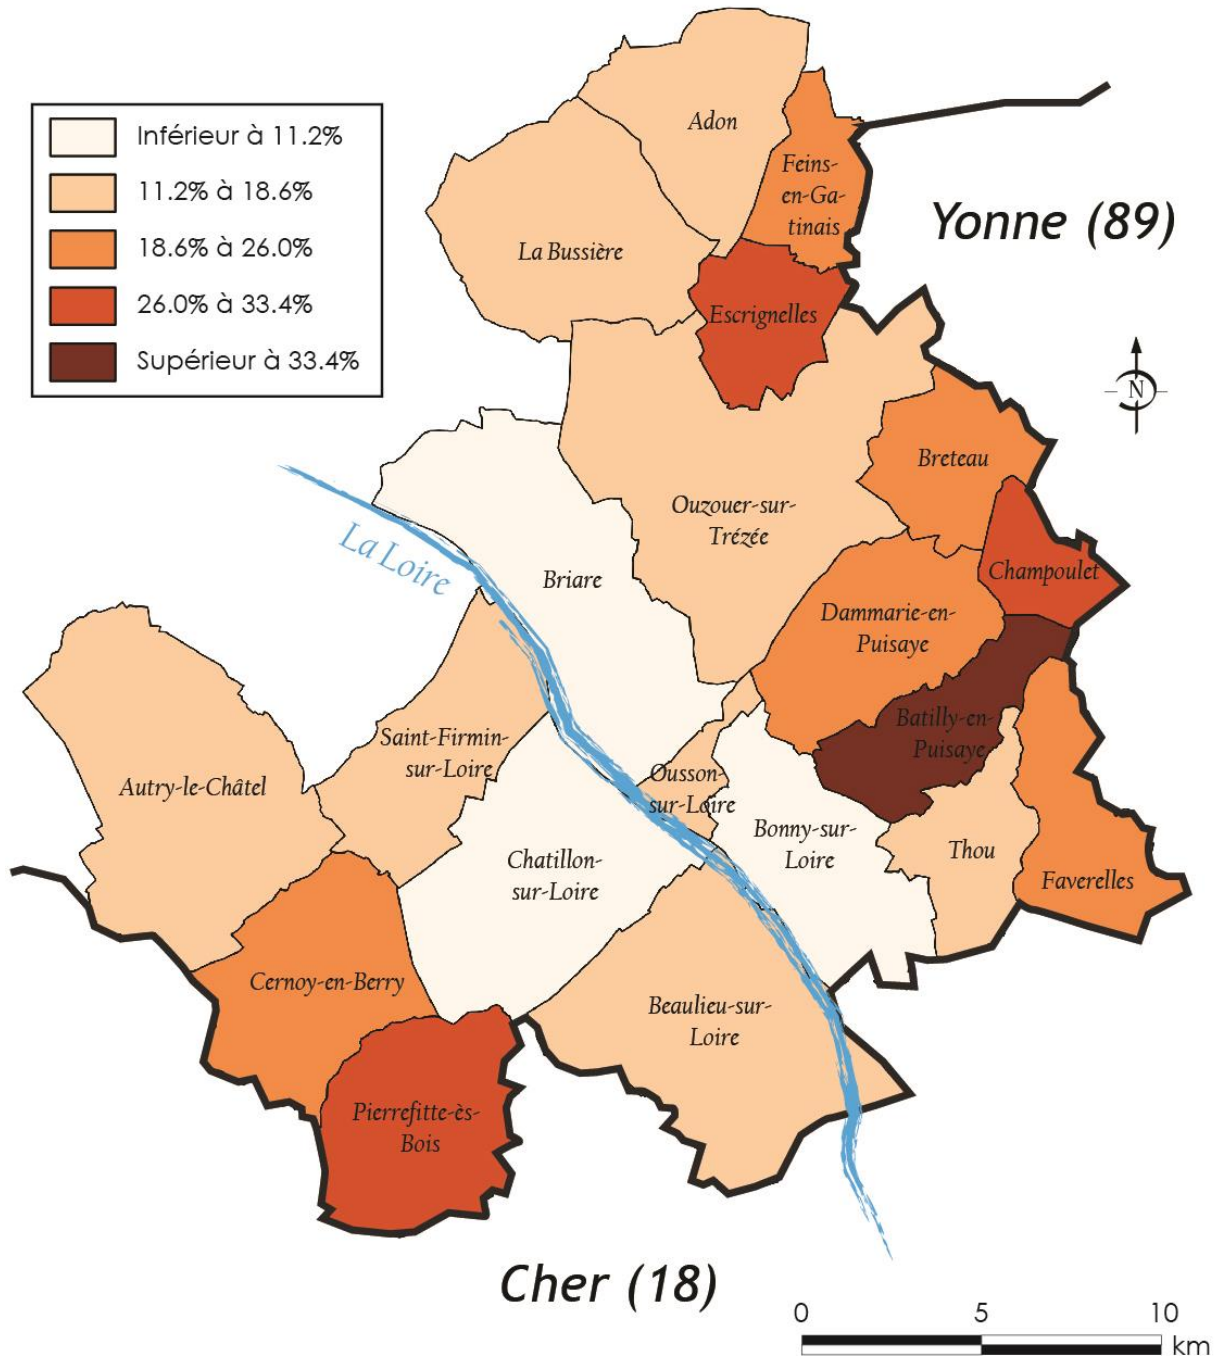 Inférieur à 11.2%
11.2% à 18.6%
18.6% à 26.0%
26.0% à 33.4%
Supérieur à 33.4%
Adon
Feins-
en-Ga-
tinais
Yonne (89)
La Bussière
Escrignelles
N
Breteau
Ouzouer-sur-
Trézée
La Loire
Briare
Champoulet
Dammarie-en-
Puisaye
Batilly-en-
Puisaye
Saint-Firmin-
sur-Loire
Autry-le-Châtel
Ousson-
sur-Loire
Bonny-sur-
Loire
Thou
Faverelles
Chatillon-
sur-Loire
Cernoy-en-Berry
Beaulieu-sur-
Loire
Pierrefitte-ès-
Bois
Cher (18)
0 5 10
km